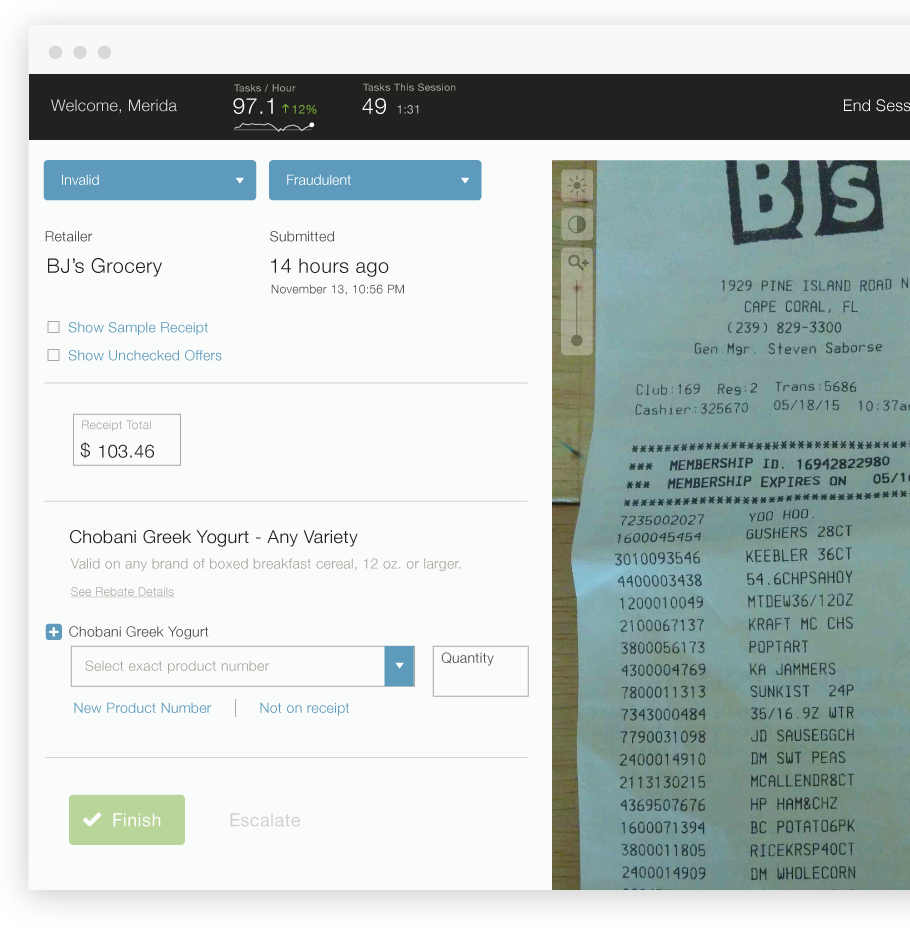 Welcome, Merida
Tasks / Hour
97.1 ↑12%
Tasks This Session
49 1:31
End Sess
Invalid
Fraudulent
Retailer
BJ's Grocery
Submitted
14 hours ago
November 13, 10:56 PM
Show Sample Receipt
Show Unchecked Offers
Receipt Total
$ 103.46
Chobani Greek Yogurt - Any Variety
Valid on any brand of boxed breakfast cereal, 12 oz. or larger.
See Rebate Details
Chobani Greek Yogurt
Select exact product number
Quantity
New Product Number
Not on receipt
Finish
Escalate
BJs
1929 PINE ISLAND ROAD N
CAPE CORAL, FL
(239) 829-3300
Gen Mgr. Steven Saborse
Club:169 Reg:2 Trans:5686
Cashier:325670 05/18/15 10:37a
*** MEMBERSHIP ID. 16942822980
*** MEMBERSHIP EXPIRES ON 05/1
7235002027 YOO HOO.
1600045454 GUSHERS 28CT
3010093546 KEEBLER 36CT
4400003438 54.6CHPSAHOY
1200010049 MTDEW36/12OZ
2100067137 KRAFT MC CHS
3800056173 POPTART
4300004769 KA JAMMERS
7800011313 SUNKIST 24P
7343000484 35/16.9Z WTR
7790031098 JD SAUSEGGCH
2400014910 DM SWT PEAS
2113130215 MCALLENDR8CT
4369507676 HP HAM&CHZ
1600071394 BC POTATO6PK
3800011805 RICEKRSP40CT
2400014909 DM WHOLECORN